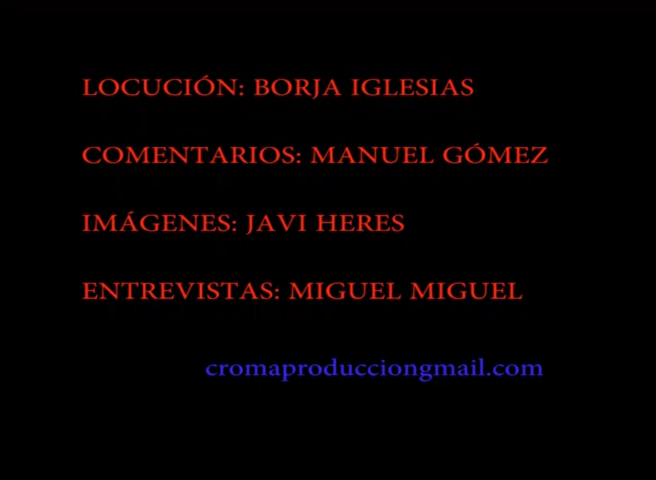 LOCUCIÓN: BORJA IGLESIAS
COMENTARIOS: MANUEL GÓMEZ
IMÁGENES: JAVI HERES
ENTREVISTAS: MIGUEL MIGUEL
cromaproducciongmail.com